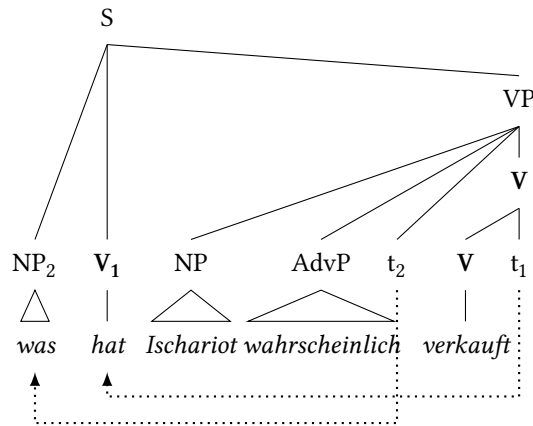 S
VP
V
NP₂ V₁ NP AdvP t₂ V t₁
was hat Ischariot wahrscheinlich verkauft